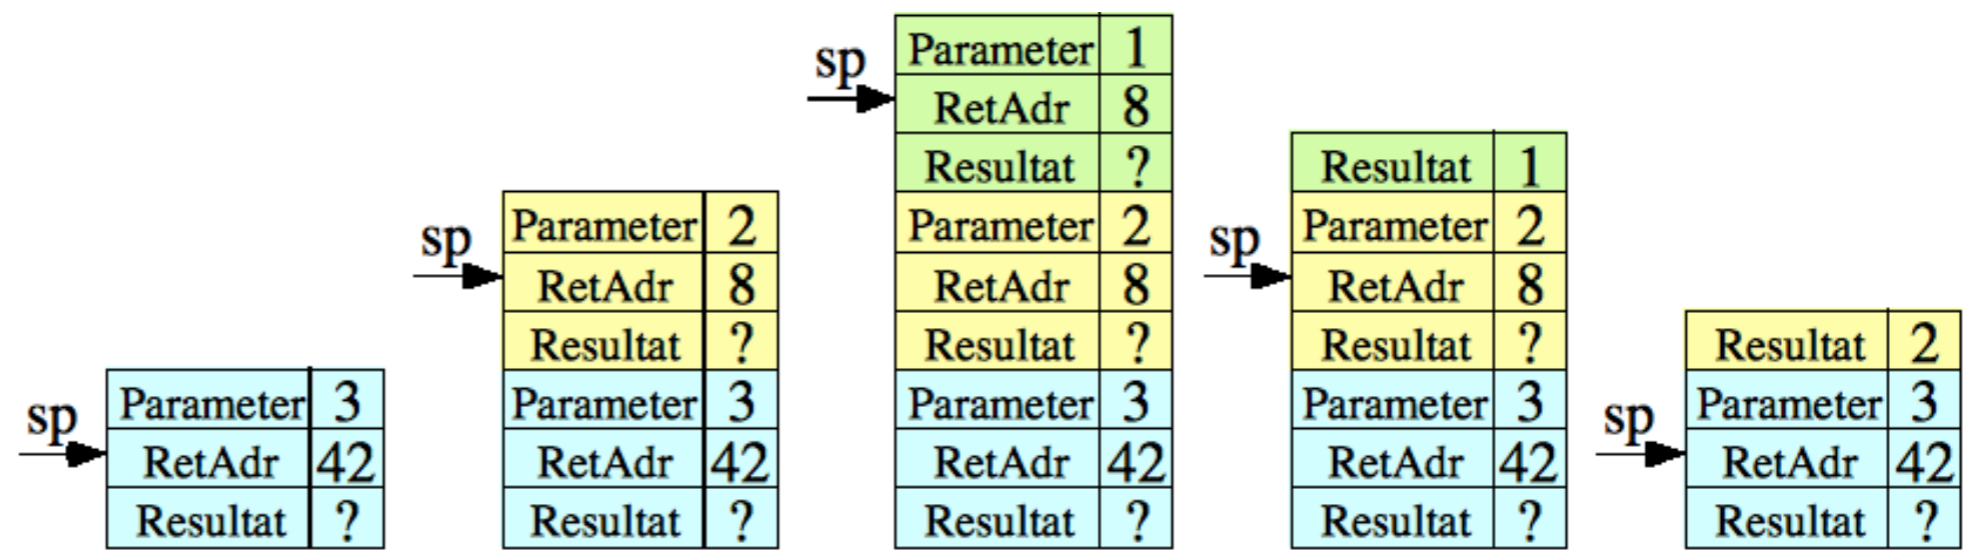 sp
Parameter 3
RetAdr 42
Resultat ?
sp
Parameter 2
RetAdr 8
Resultat ?
Parameter 3
RetAdr 42
Resultat ?
sp
Parameter 1
RetAdr 8
Resultat ?
Parameter 2
RetAdr 8
Resultat ?
Parameter 3
RetAdr 42
Resultat ?
sp
Resultat 1
Parameter 2
RetAdr 8
Resultat ?
Parameter 3
RetAdr 42
Resultat ?
sp
Resultat 2
Parameter 3
RetAdr 42
Resultat ?